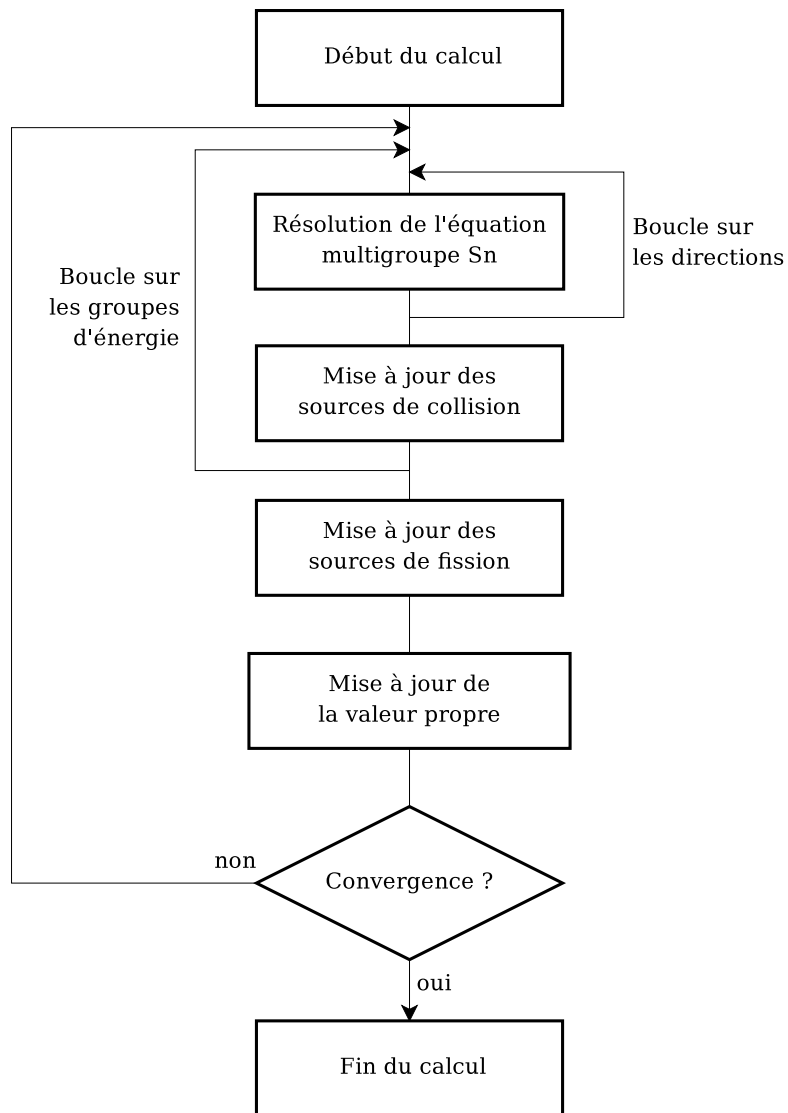 Début du calcul
Résolution de l'équation
multigroupe Sn
Boucle sur
les directions
Boucle sur
les groupes
d'énergie
Mise à jour des
sources de collision
Mise à jour des
sources de fission
Mise à jour de
la valeur propre
non
Convergence ?
oui
Fin du calcul